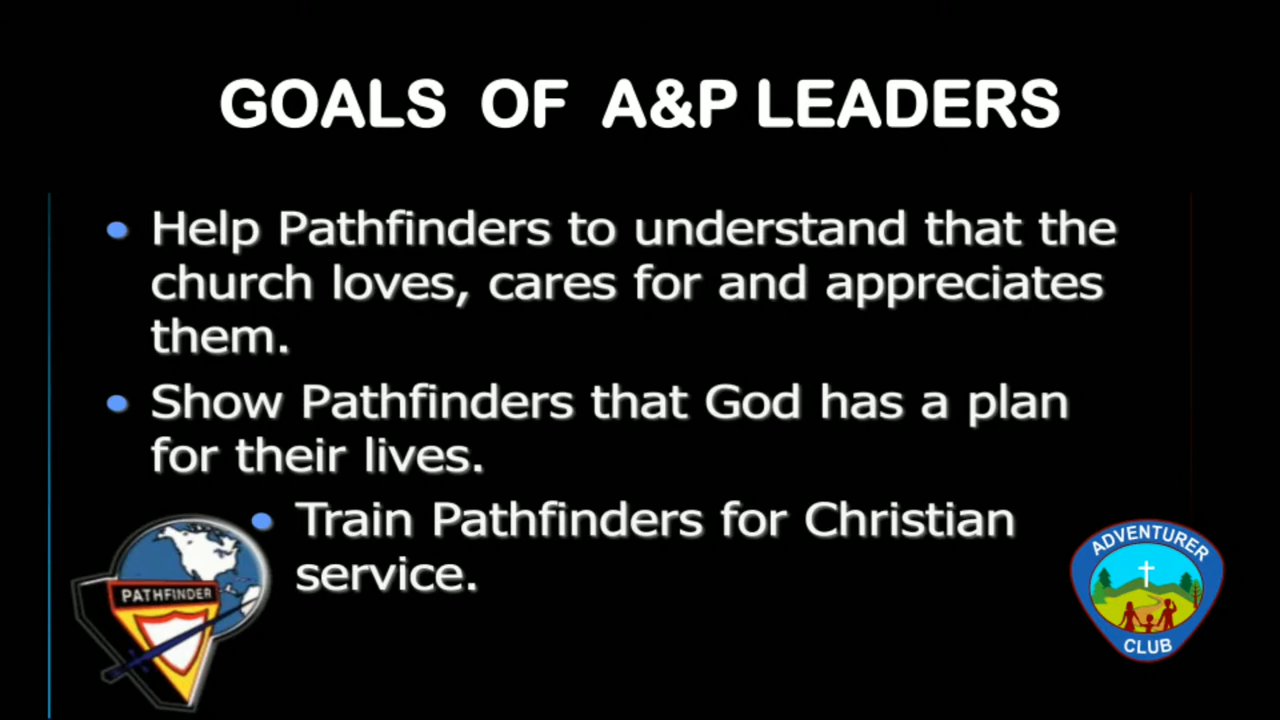 GOALS OF A&P LEADERS
• Help Pathfinders to understand that the
church loves, cares for and appreciates
them.
• Show Pathfinders that God has a plan
for their lives.
• Train Pathfinders for Christian
service.
PATHFINDER
ADVENTURER
CLUB